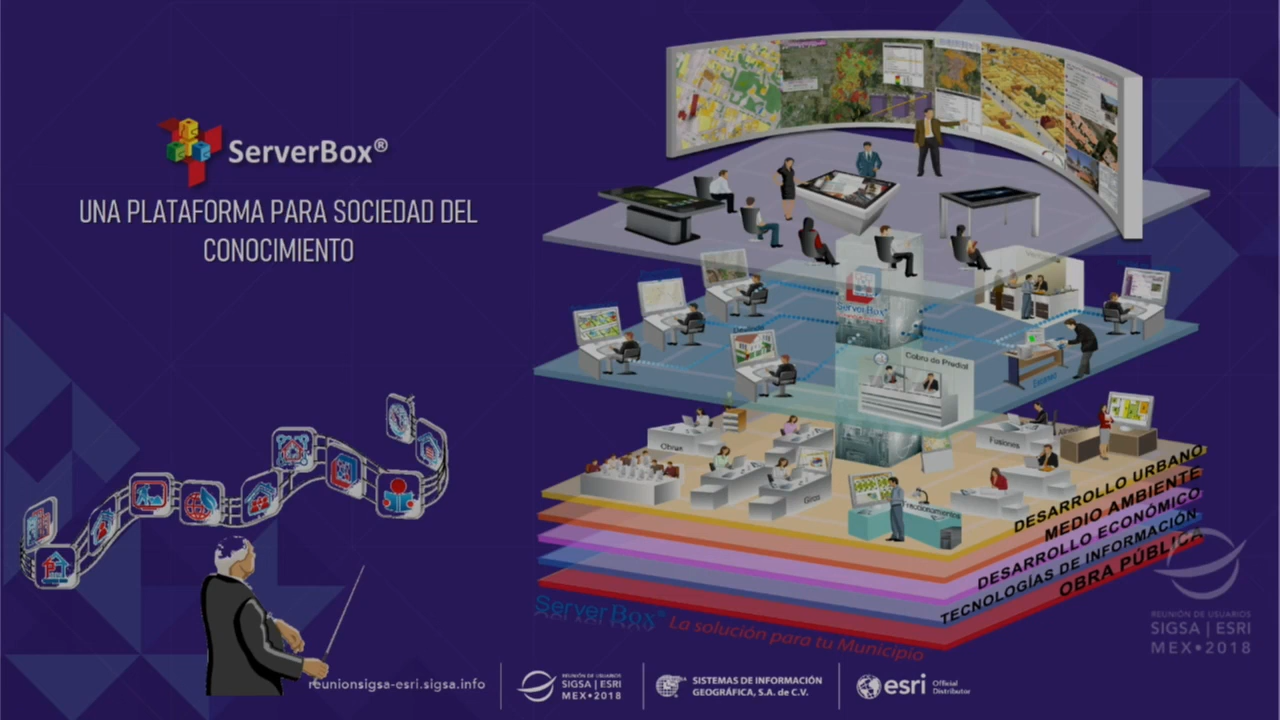 ServerBox®
UNA PLATAFORMA PARA SOCIEDAD DEL
CONOCIMIENTO
ServerBox
Cobro de Predial
Obras
Fusiones
Giros
Fraccionamientos
DESARROLLO URBANO
MEDIO AMBIENTE
DESARROLLO ECONÓMICO
TECNOLOGÍAS DE INFORMACIÓN
OBRA PÚBLICA
ServerBox® La solución para tu Municipio
REUNIÓN DE USUARIOS
SIGSA | ESRI
MEX•2018
reunionsigsa-esri.sigsa.info
REUNIÓN DE USUARIOS
SIGSA | ESRI
MEX•2018
SISTEMAS DE INFORMACIÓN
GEOGRÁFICA, S.A. de C.V.
esri Official
Distributor